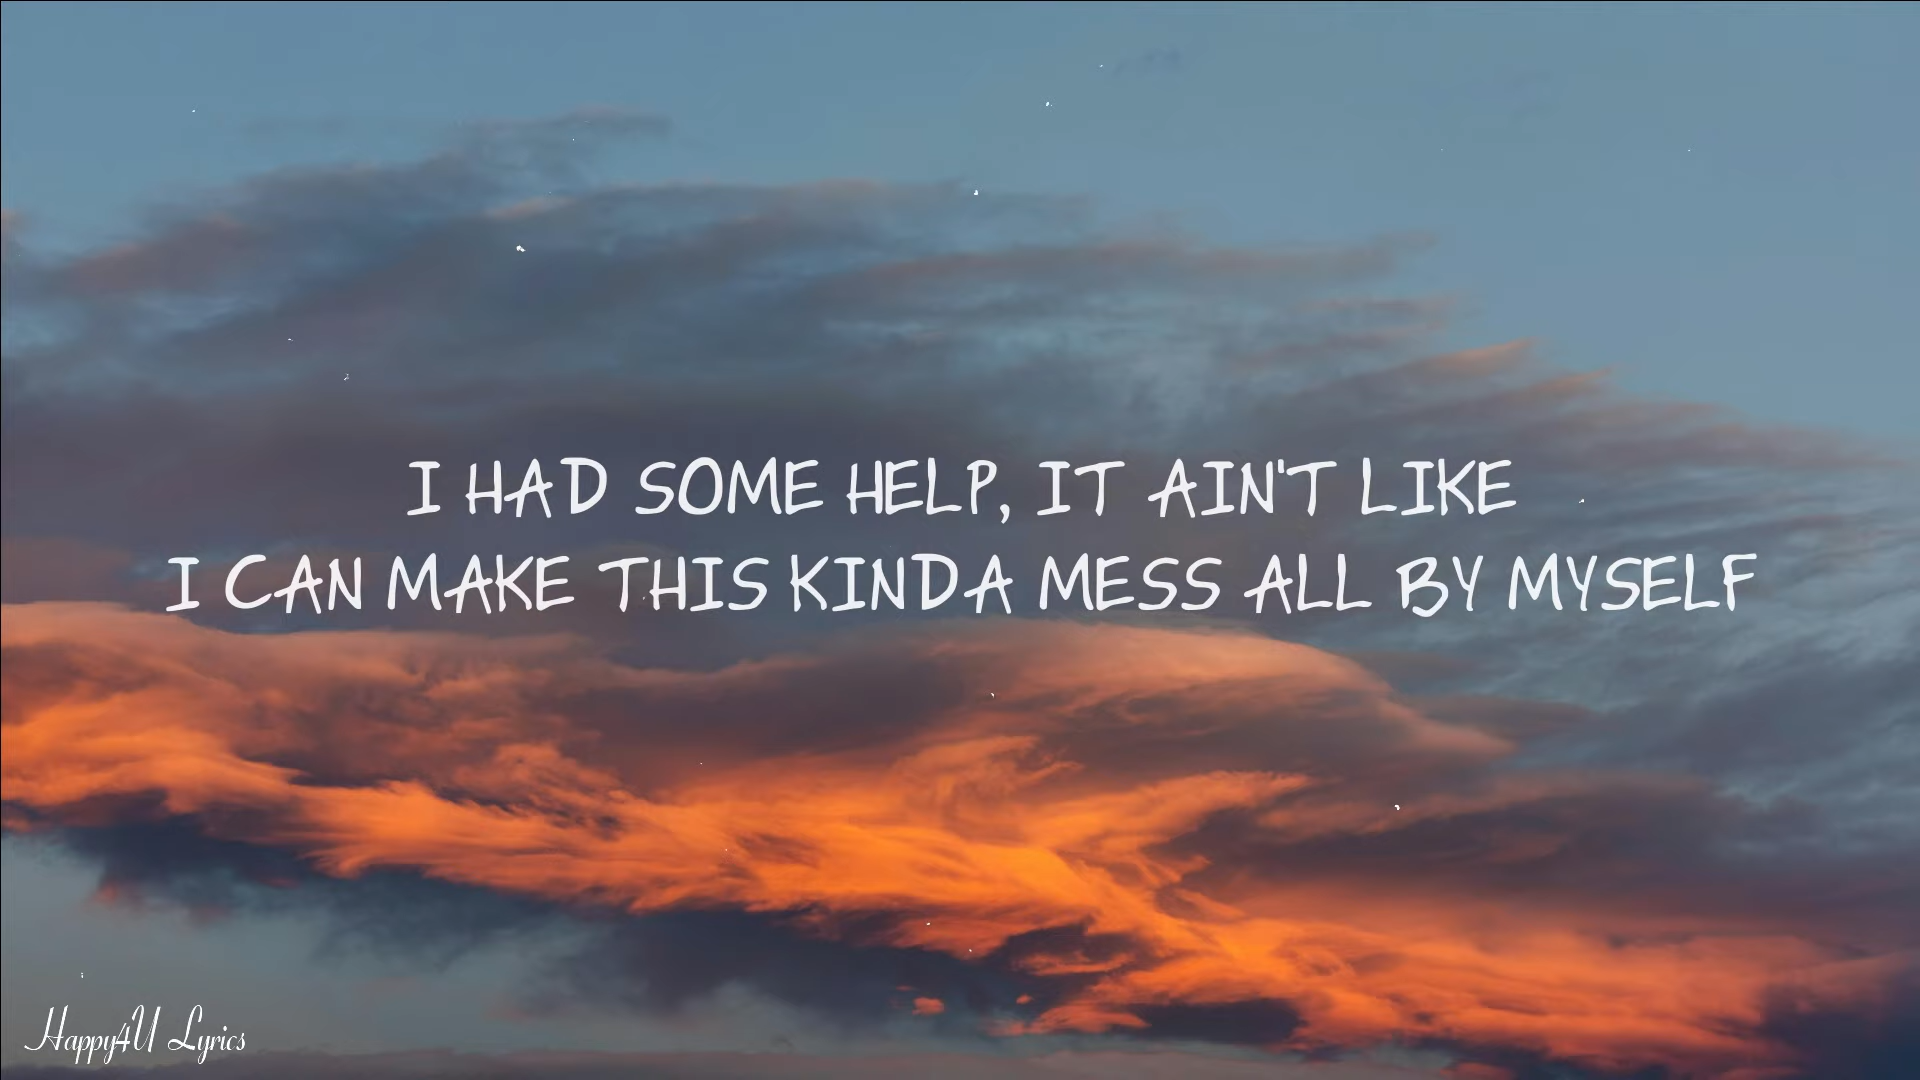 I HAD SOME HELP, IT AIN'T LIKE
I CAN MAKE THIS KINDA MESS ALL BY MYSELF
Happy4U Lyrics